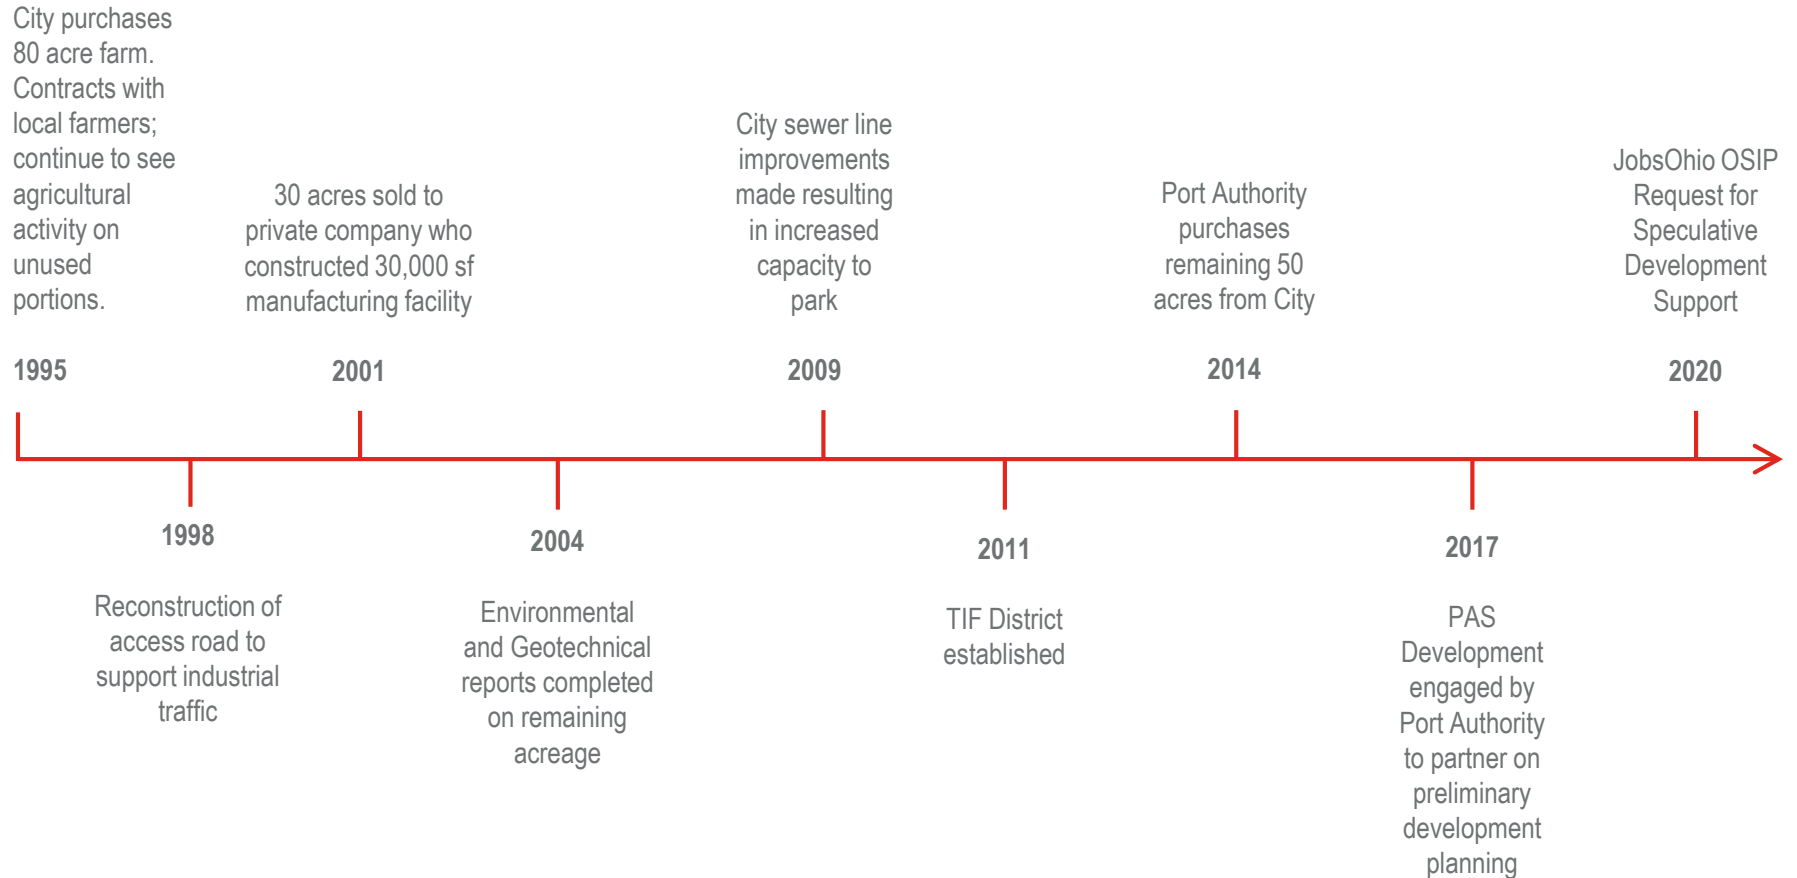 City purchases
80 acre farm.
Contracts with
local farmers;
continue to see
agricultural
activity on
unused
portions.
1995
Reconstruction of
access road to
support industrial
traffic
1998
30 acres sold to
private company who
constructed 30,000 sf
manufacturing facility
2001
2004
Environmental
and Geotechnical
reports completed
on remaining
acreage
City sewer line
improvements
made resulting
in increased
capacity to
park
2009
2011
TIF District
established
Port Authority
purchases
remaining 50
acres from City
2014
2017
PAS
Development
engaged by
Port Authority
to partner on
preliminary
development
planning
JobsOhio OSIP
Request for
Speculative
Development
Support
2020